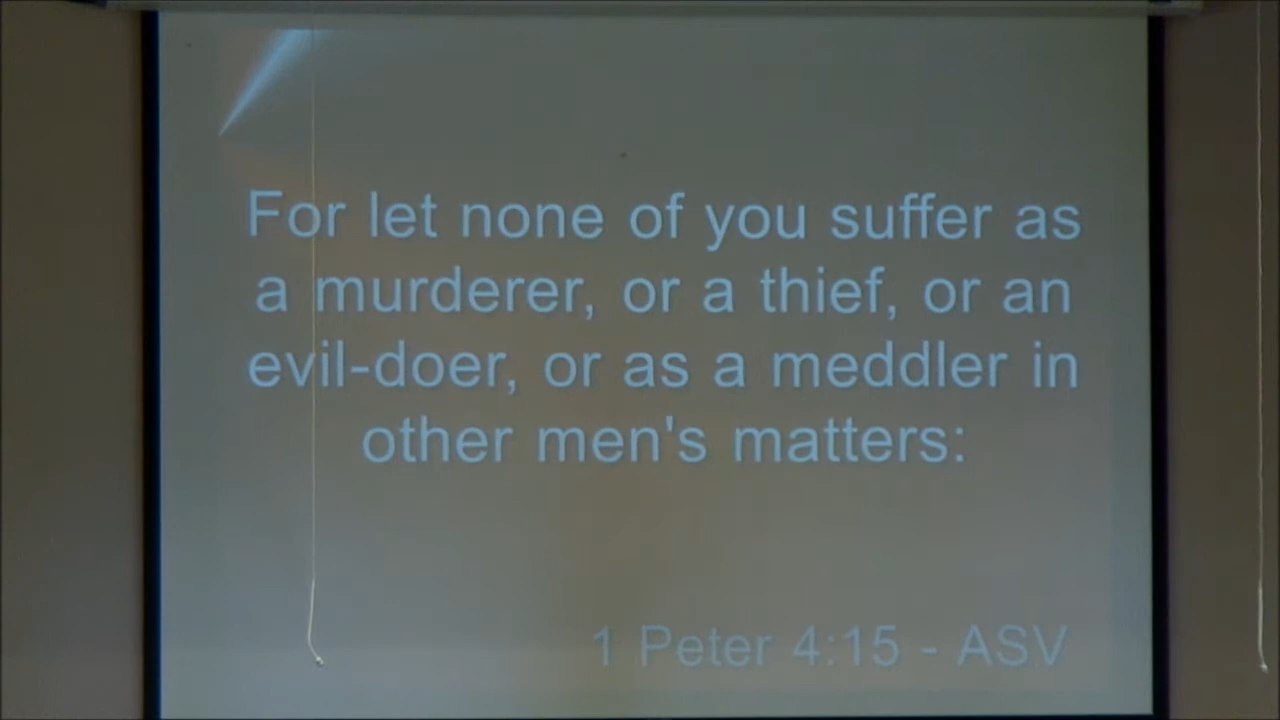 For let none of you suffer as
a murderer, or a thief, or an
evil-doer, or as a meddler in
other men's matters:
1 Peter 4:15 - ASV